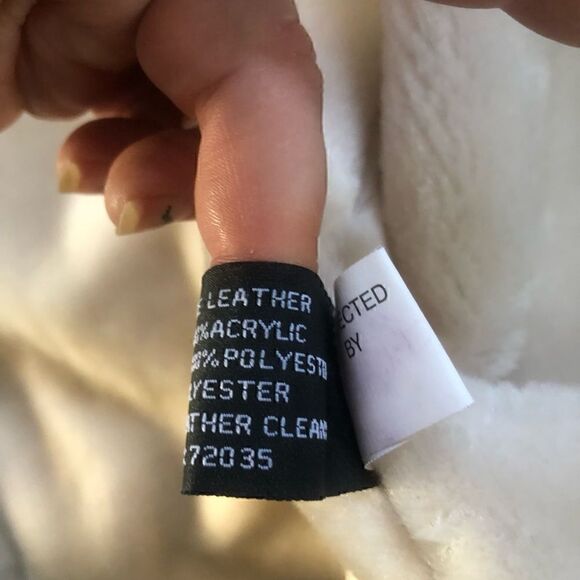 LEATHER
%ACRYLIC
%POLYEST
YESTER
THER CLEAN
72035
ECTED
BY